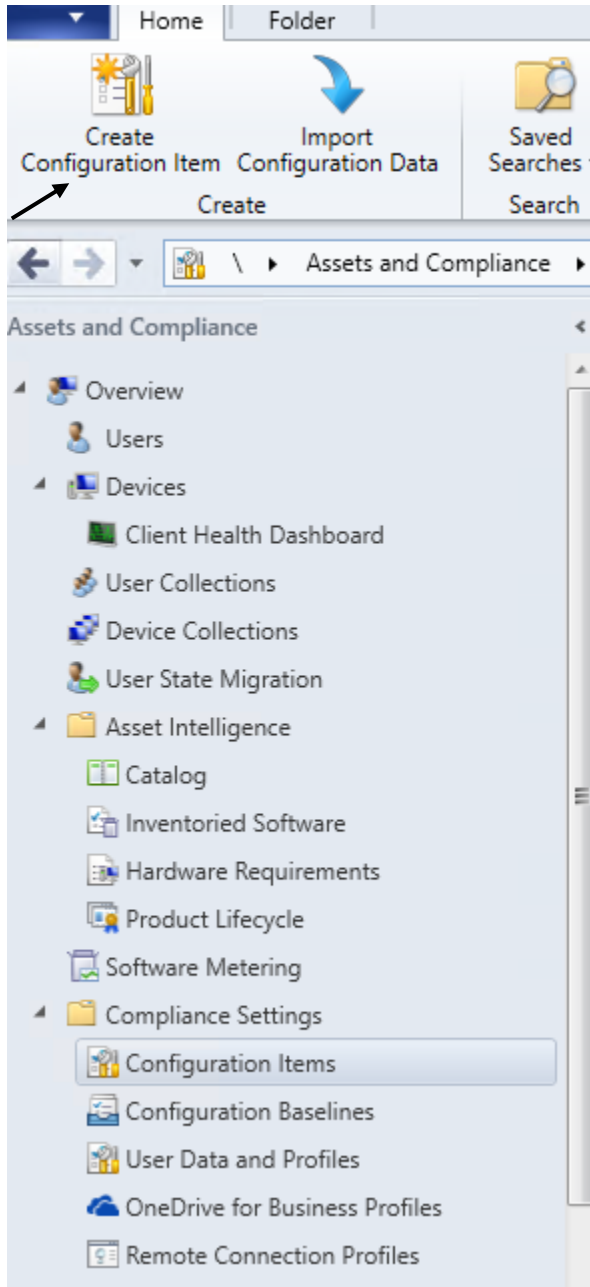 Home Folder
Create Import Saved
Configuration Item Configuration Data Searches
Create Search
\ Assets and Compliance
Assets and Compliance
Overview
Users
Devices
Client Health Dashboard
User Collections
Device Collections
User State Migration
Asset Intelligence
Catalog
Inventoried Software
Hardware Requirements
Product Lifecycle
Software Metering
Compliance Settings
Configuration Items
Configuration Baselines
User Data and Profiles
OneDrive for Business Profiles
Remote Connection Profiles